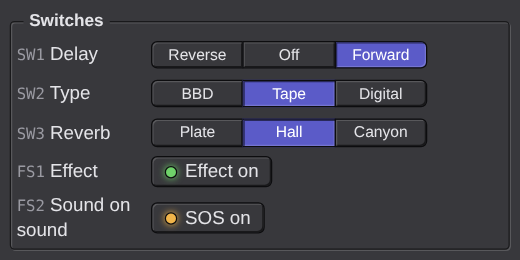 Switches
SW1 Delay Reverse Off Forward
SW2 Type BBD Tape Digital
SW3 Reverb Plate Hall Canyon
FS1 Effect Effect on
FS2 Sound on
sound SOS on